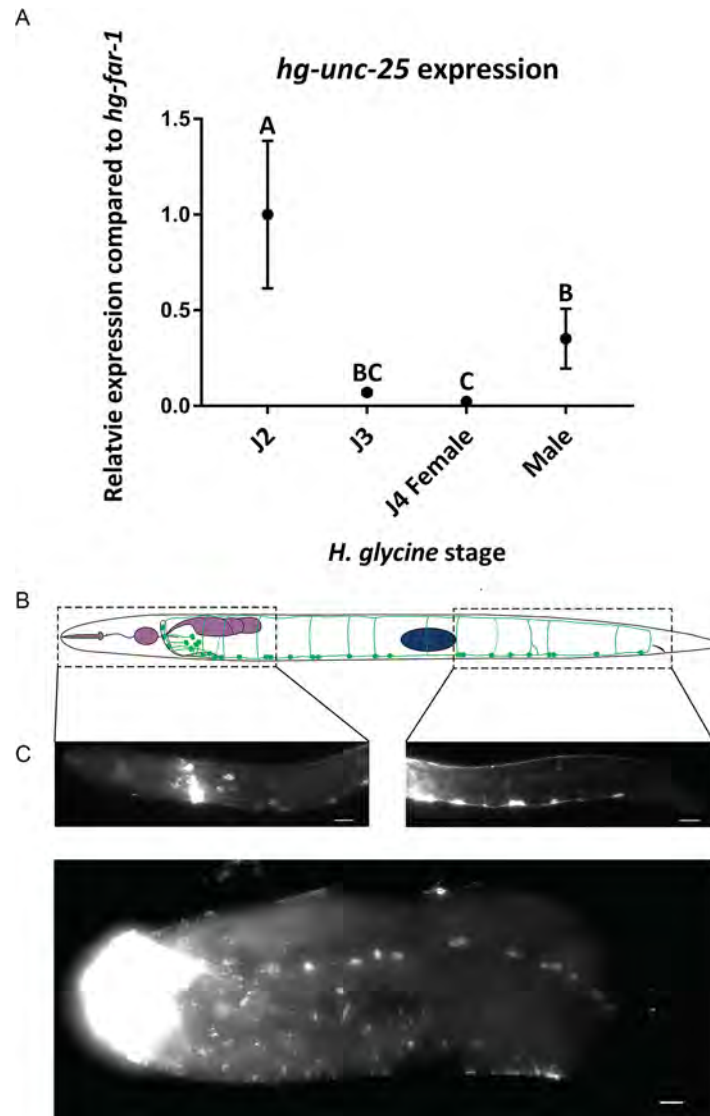 A
hg-unc-25 expression
Relatvie expression compared to hg-far-1
1.5
1.0
0.5
0.0
A
BC
C
B
J2
J3
J4 Female
Male
H. glycine stage
B
C